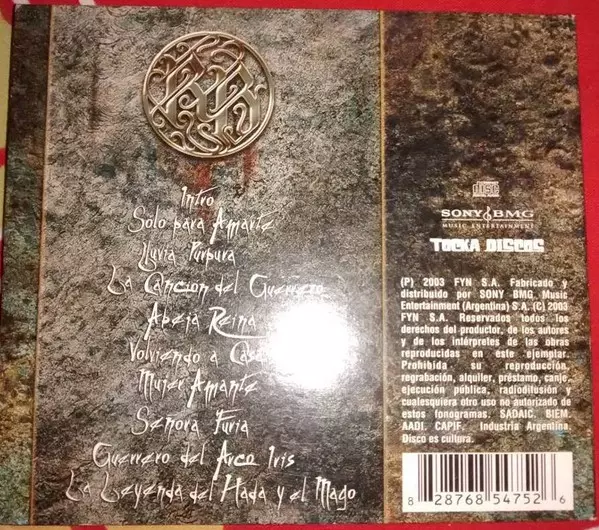 RB
Intro
Sólo para Amarte
Lluvia Púrpura
La Canción del Guerrero
Abeja Reina
Volviendo a Casa
Mujer Amante
Señora Furia
Guerrero del Arco Iris
La Leyenda del Hada y el Mago
disc
SONY BMG
MUSIC ENTERTAINMENT
TOCKA DISCOS
(P) 2003 FYN S.A. Fabricado y
distribuido por SONY BMG Music
Entertainment (Argentina) S.A. (C) 2003
FYN S.A. Reservados todos los
derechos del productor, de los autores
y de los intérpretes de las obras
reproducidas en este ejemplar.
Prohibida su reproducción,
regrabación, alquiler, préstamo, canje,
ejecución pública, radiodifusión y
cualesquiera otro uso no autorizado de
estos fonogramas. SADAIC. BIEM.
AADI. CAPIF. Industria Argentina.
Disco es cultura.
8 28768 54752 6